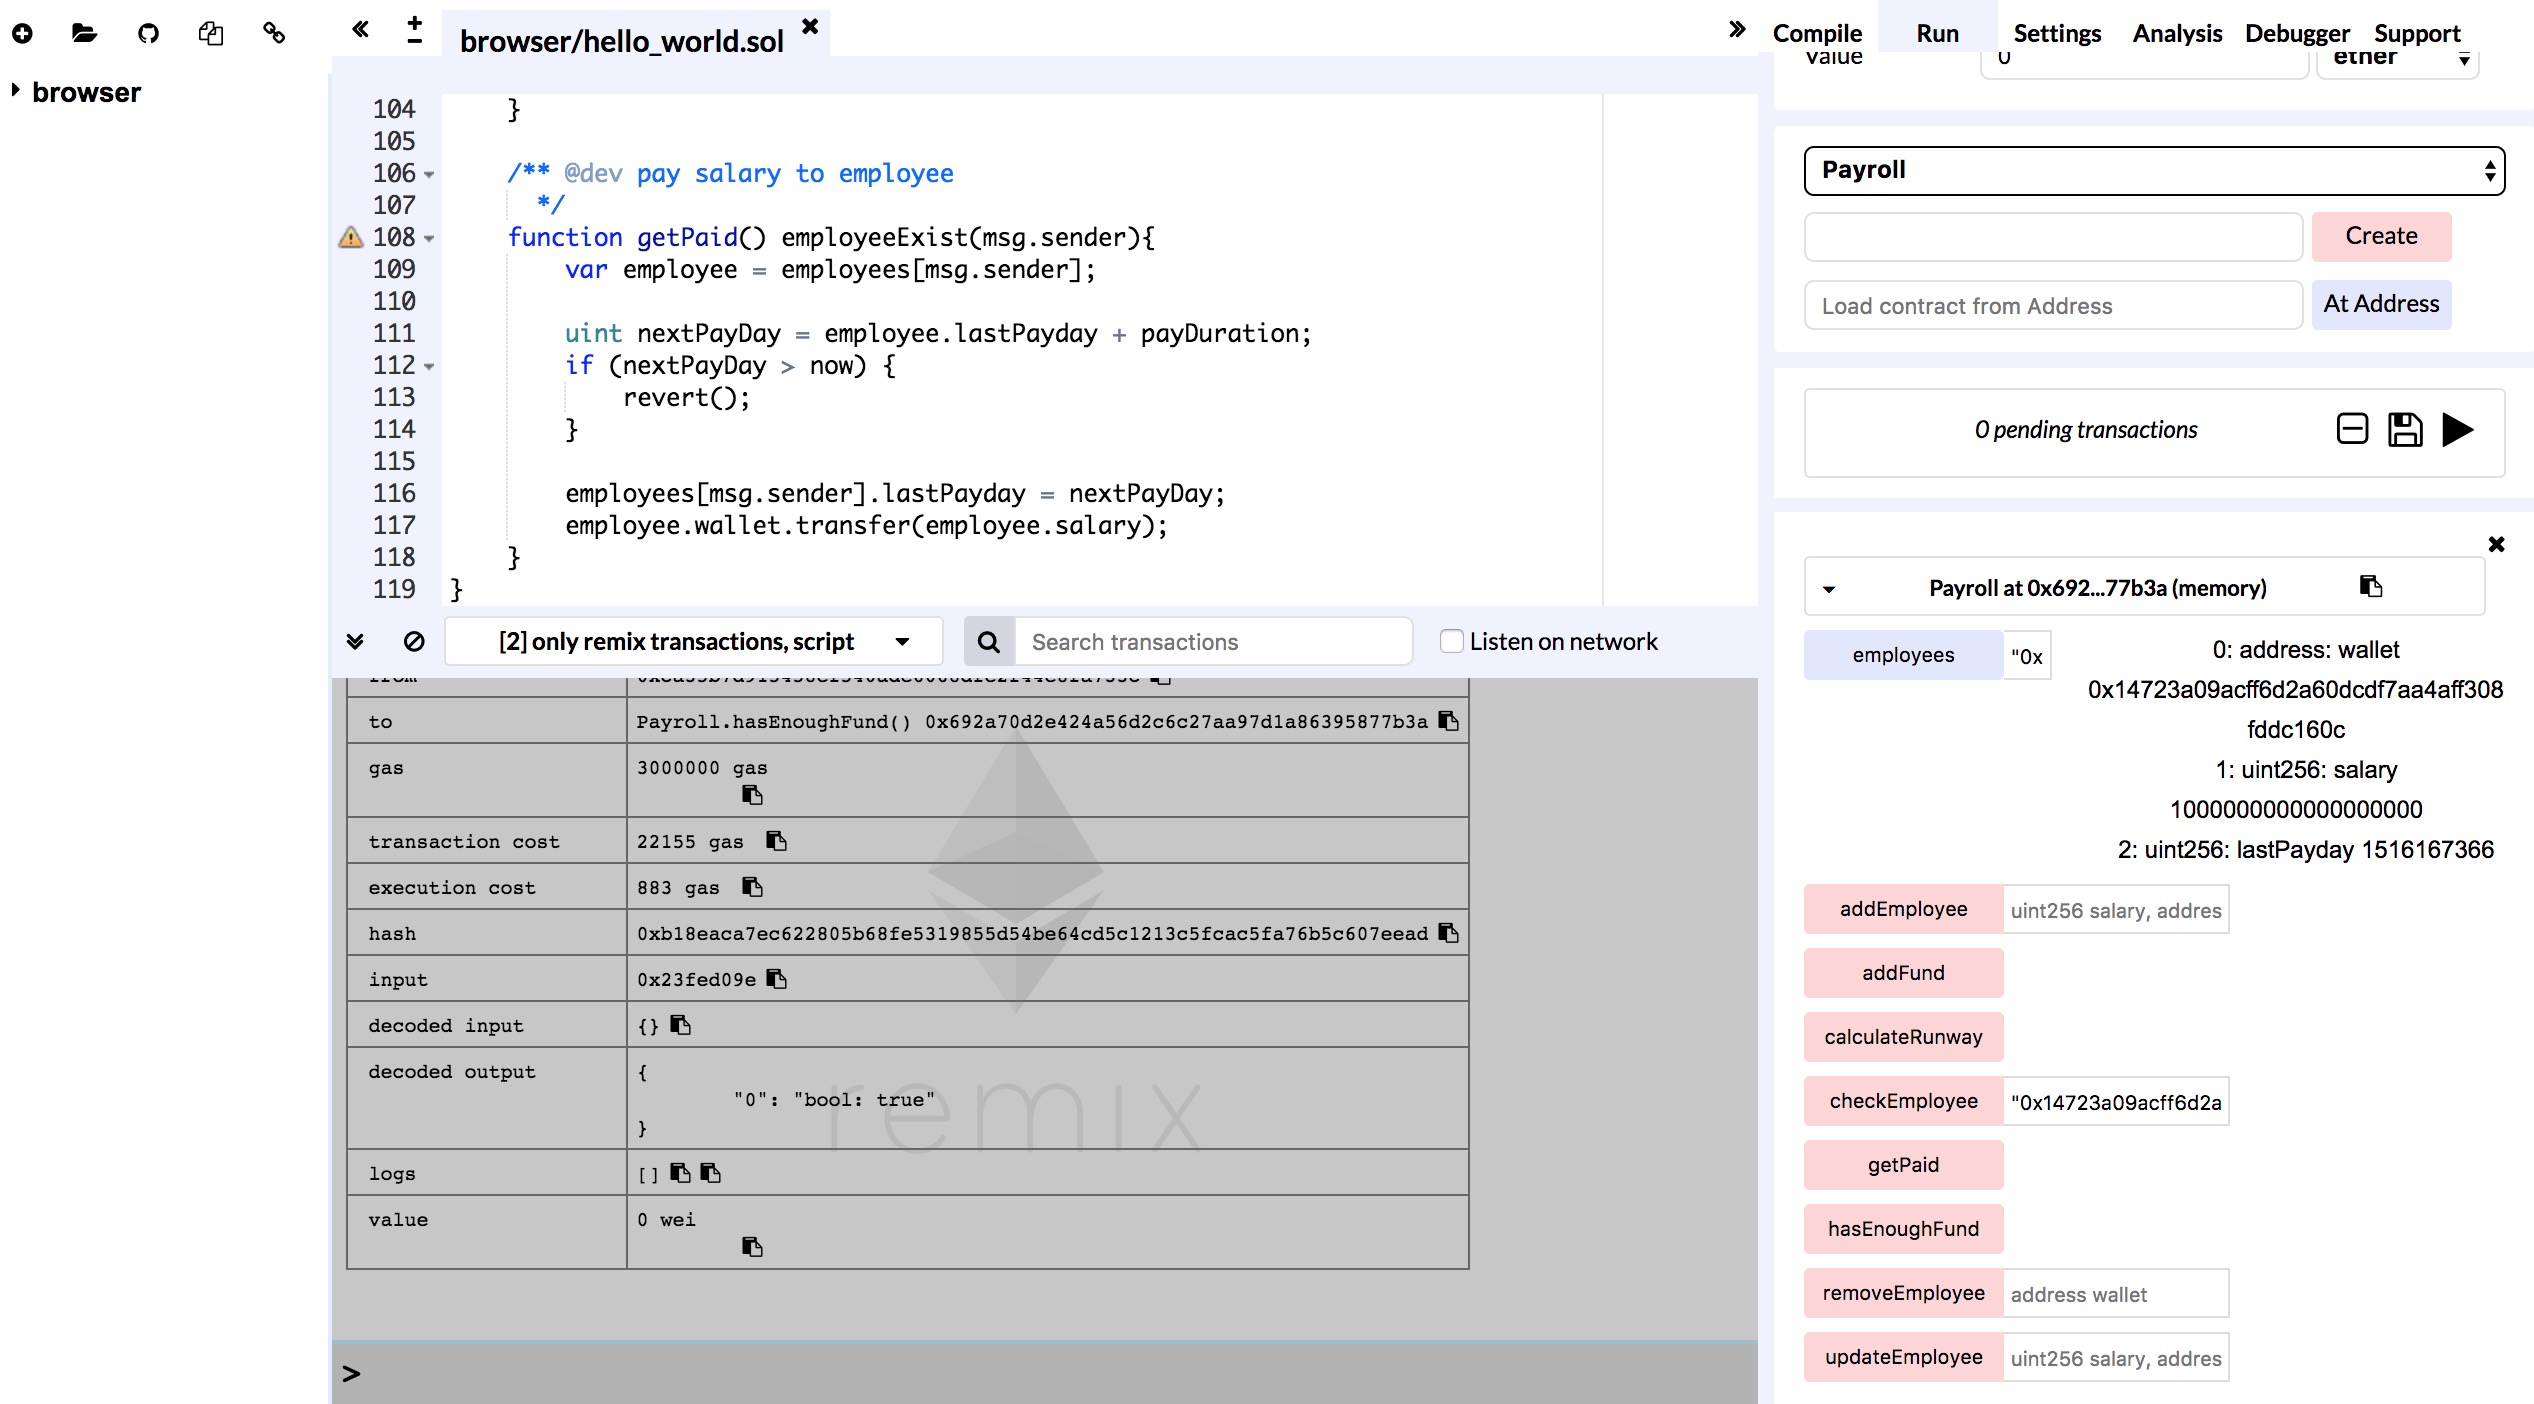 browser/hello_world.sol
Compile Run Settings Analysis Debugger Support
browser
104 }
105
106 /** @dev pay salary to employee
107 */
108 function getPaid() employeeExist(msg.sender){
109 var employee = employees[msg.sender];
110
111 uint nextPayDay = employee.lastPayday + payDuration;
112 if (nextPayDay > now) {
113 revert();
114 }
115
116 employees[msg.sender].lastPayday = nextPayDay;
117 employee.wallet.transfer(employee.salary);
118 }
119 }
[2] only remix transactions, script
Search transactions
Listen on network
from
to Payroll.hasEnoughFund() 0x692a70d2e424a56d2c6c27aa97d1a86395877b3a
gas 3000000 gas
transaction cost 22155 gas
execution cost 883 gas
hash 0xb18eaca7ec622805b68fe5319855d54be64cd5c1213c5fcac5fa76b5c607eead
input 0x23fed09e
decoded input {}
decoded output {
"0": "bool: true"
}
logs []
value 0 wei
remix
>
Value 0 ether
Payroll
Create
Load contract from Address At Address
0 pending transactions
Payroll at 0x692...77b3a (memory)
employees "0x
0: address: wallet
0x14723a09acff6d2a60dcdf7aa4aff308
fddc160c
1: uint256: salary
1000000000000000000
2: uint256: lastPayday 1516167366
addEmployee uint256 salary, addres
addFund
calculateRunway
checkEmployee "0x14723a09acff6d2a
getPaid
hasEnoughFund
removeEmployee address wallet
updateEmployee uint256 salary, addres